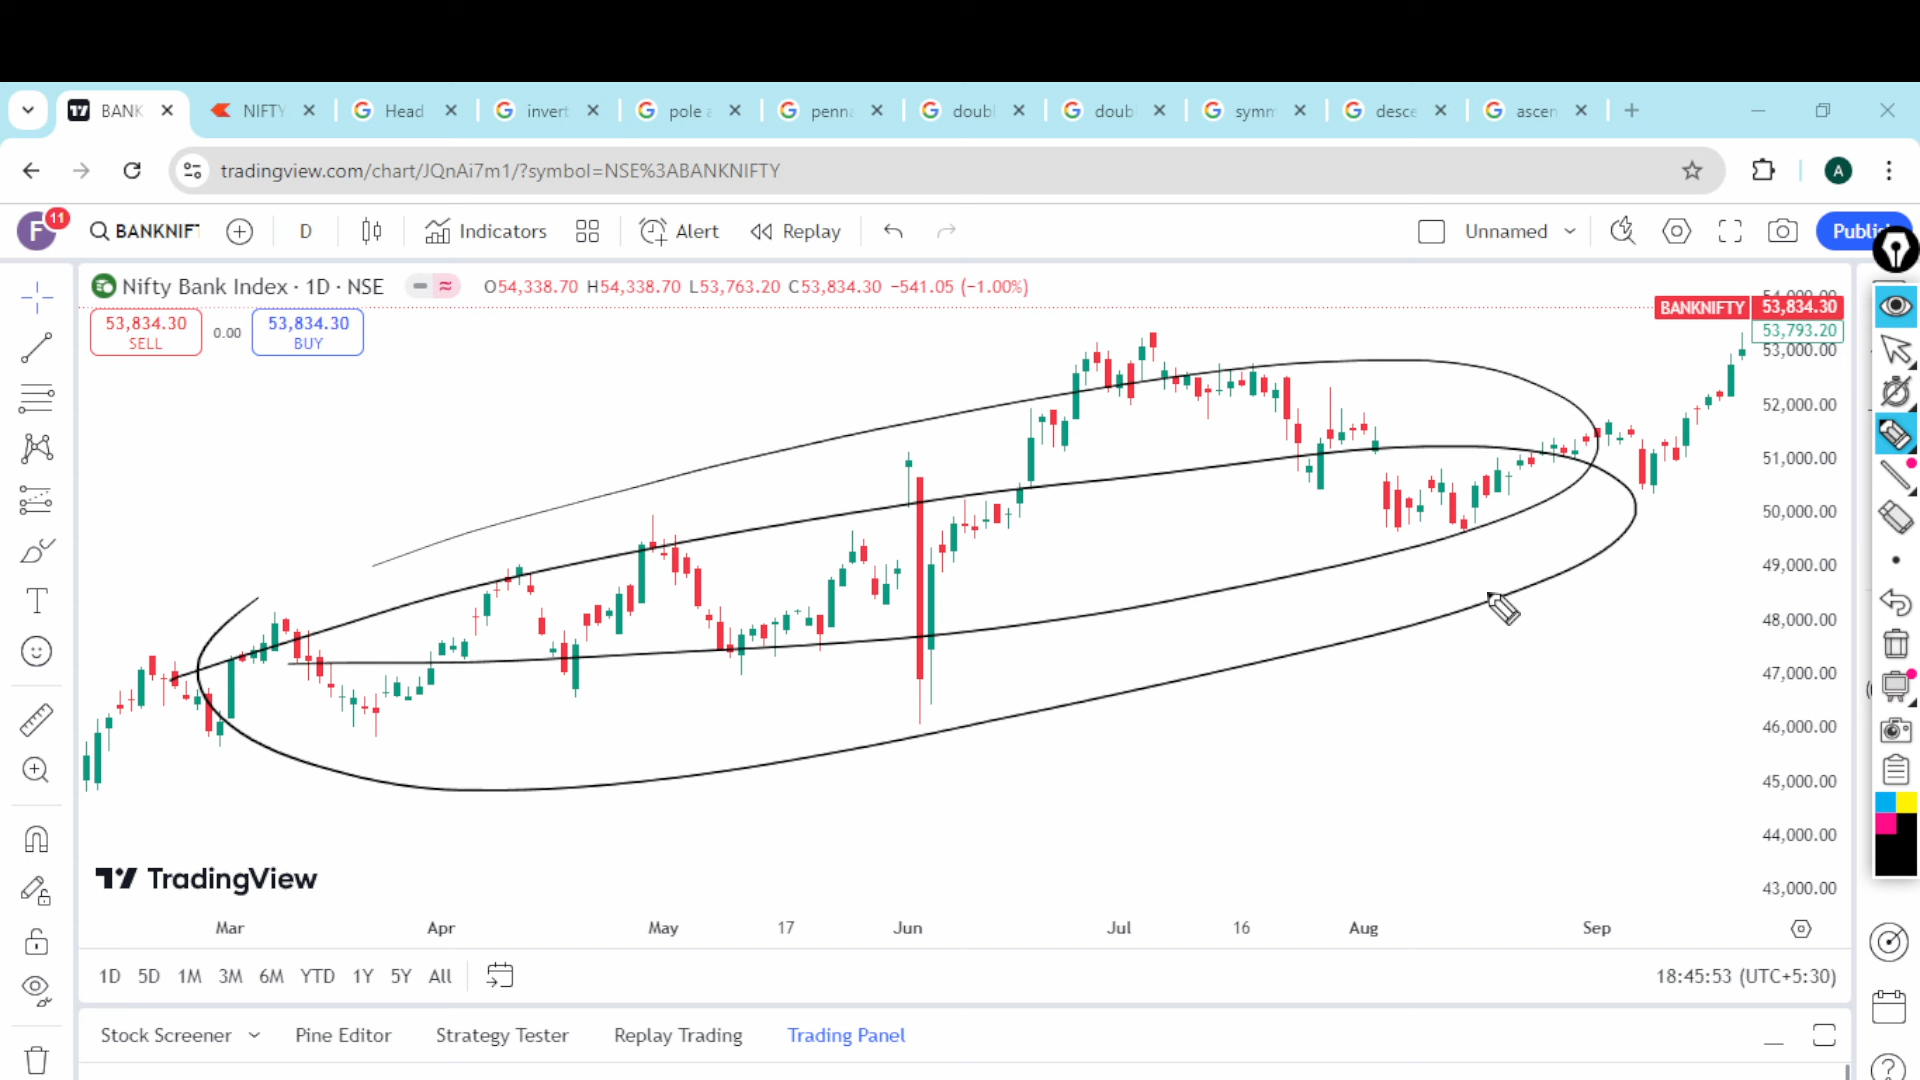 BANK NIFTY Head invert pole a penna doubl doubl symm desce ascen
tradingview.com/chart/JQnAi7m1/?symbol=NSE%3ABANKNIFTY A
F 11 BANKNIFT D Indicators Alert Replay Unnamed Publi
Nifty Bank Index · 1D · NSE O54,338.70 H54,338.70 L53,763.20 C53,834.30 −541.05 (−1.00%)
BANKNIFTY 53,834.30
53,834.30 SELL 0.00 53,834.30 BUY
53,793.20
53,000.00
52,000.00
51,000.00
50,000.00
49,000.00
48,000.00
47,000.00
46,000.00
45,000.00
44,000.00
TradingView
43,000.00
Mar Apr May 17 Jun Jul 16 Aug Sep
1D 5D 1M 3M 6M YTD 1Y 5Y All 18:45:53 (UTC+5:30)
Stock Screener Pine Editor Strategy Tester Replay Trading Trading Panel